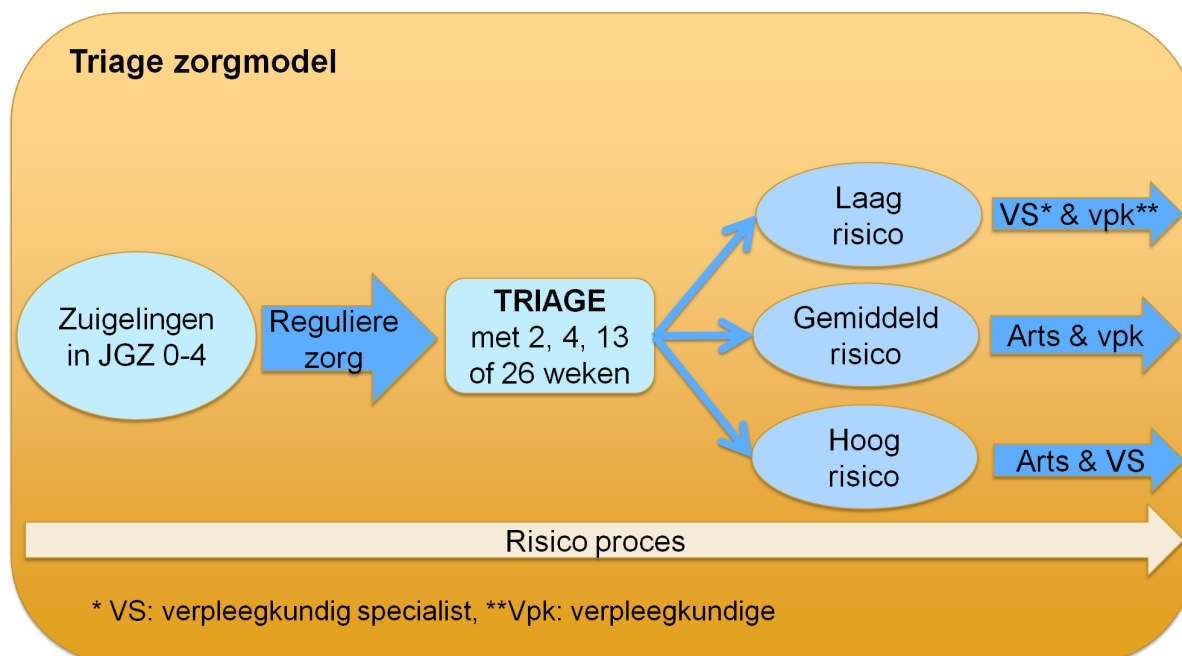 Triage zorgmodel
Zuigelingen
in JGZ 0-4
Reguliere
zorg
TRIAGE
met 2, 4, 13
of 26 weken
Laag
risico
VS* & vpk**
Gemiddeld
risico
Arts & vpk
Hoog
risico
Arts & VS
Risico proces
* VS: verpleegkundig specialist, **Vpk: verpleegkundige